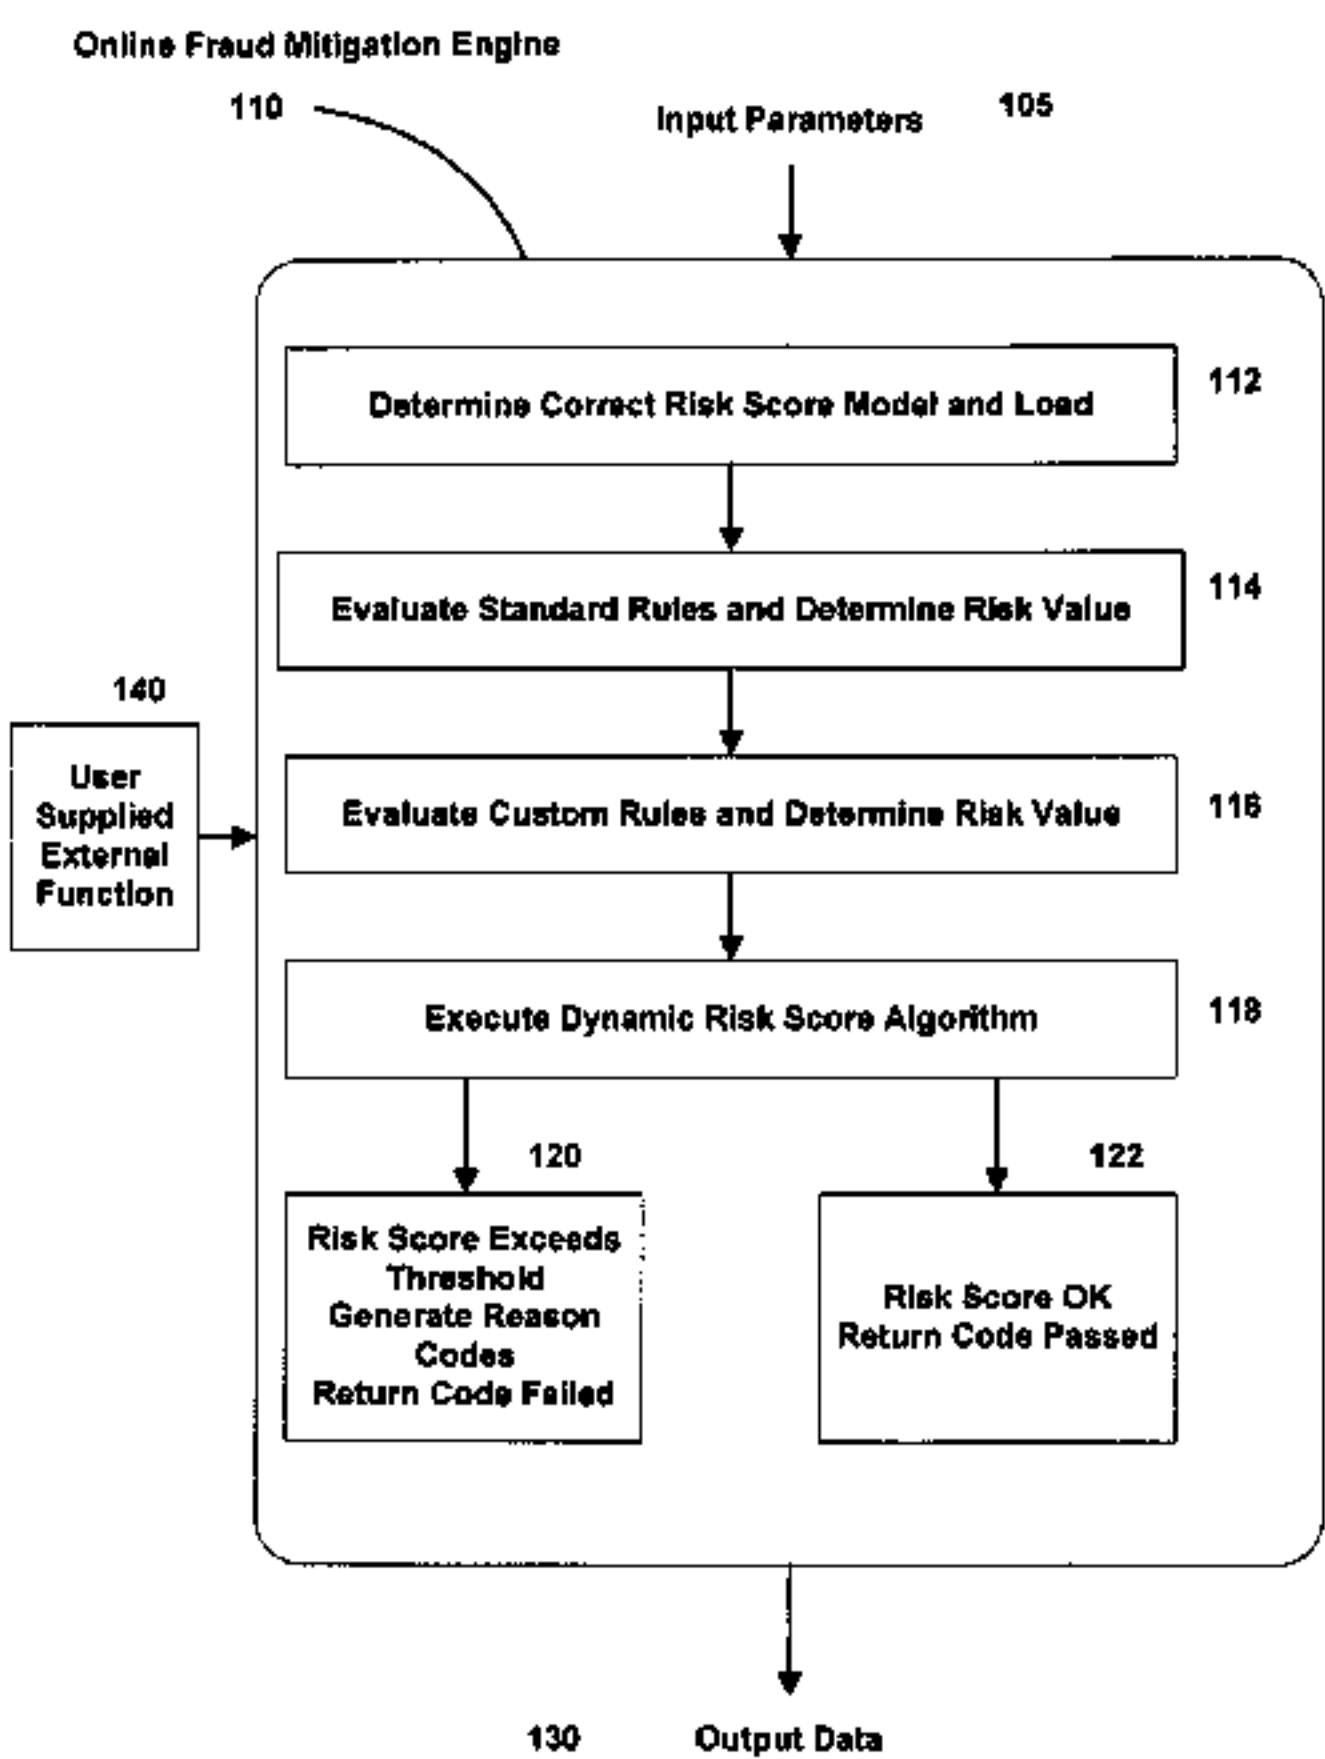 Online Fraud Mitigation Engine
110
Input Parameters
105
Determine Correct Risk Score Model and Load
112
Evaluate Standard Rules and Determine Risk Value
114
140
User
Supplied
External
Function
Evaluate Custom Rules and Determine Risk Value
116
Execute Dynamic Risk Score Algorithm
118
120
Risk Score Exceeds
Threshold
Generate Reason
Codes
Return Code Failed
122
Risk Score OK
Return Code Passed
130
Output Data